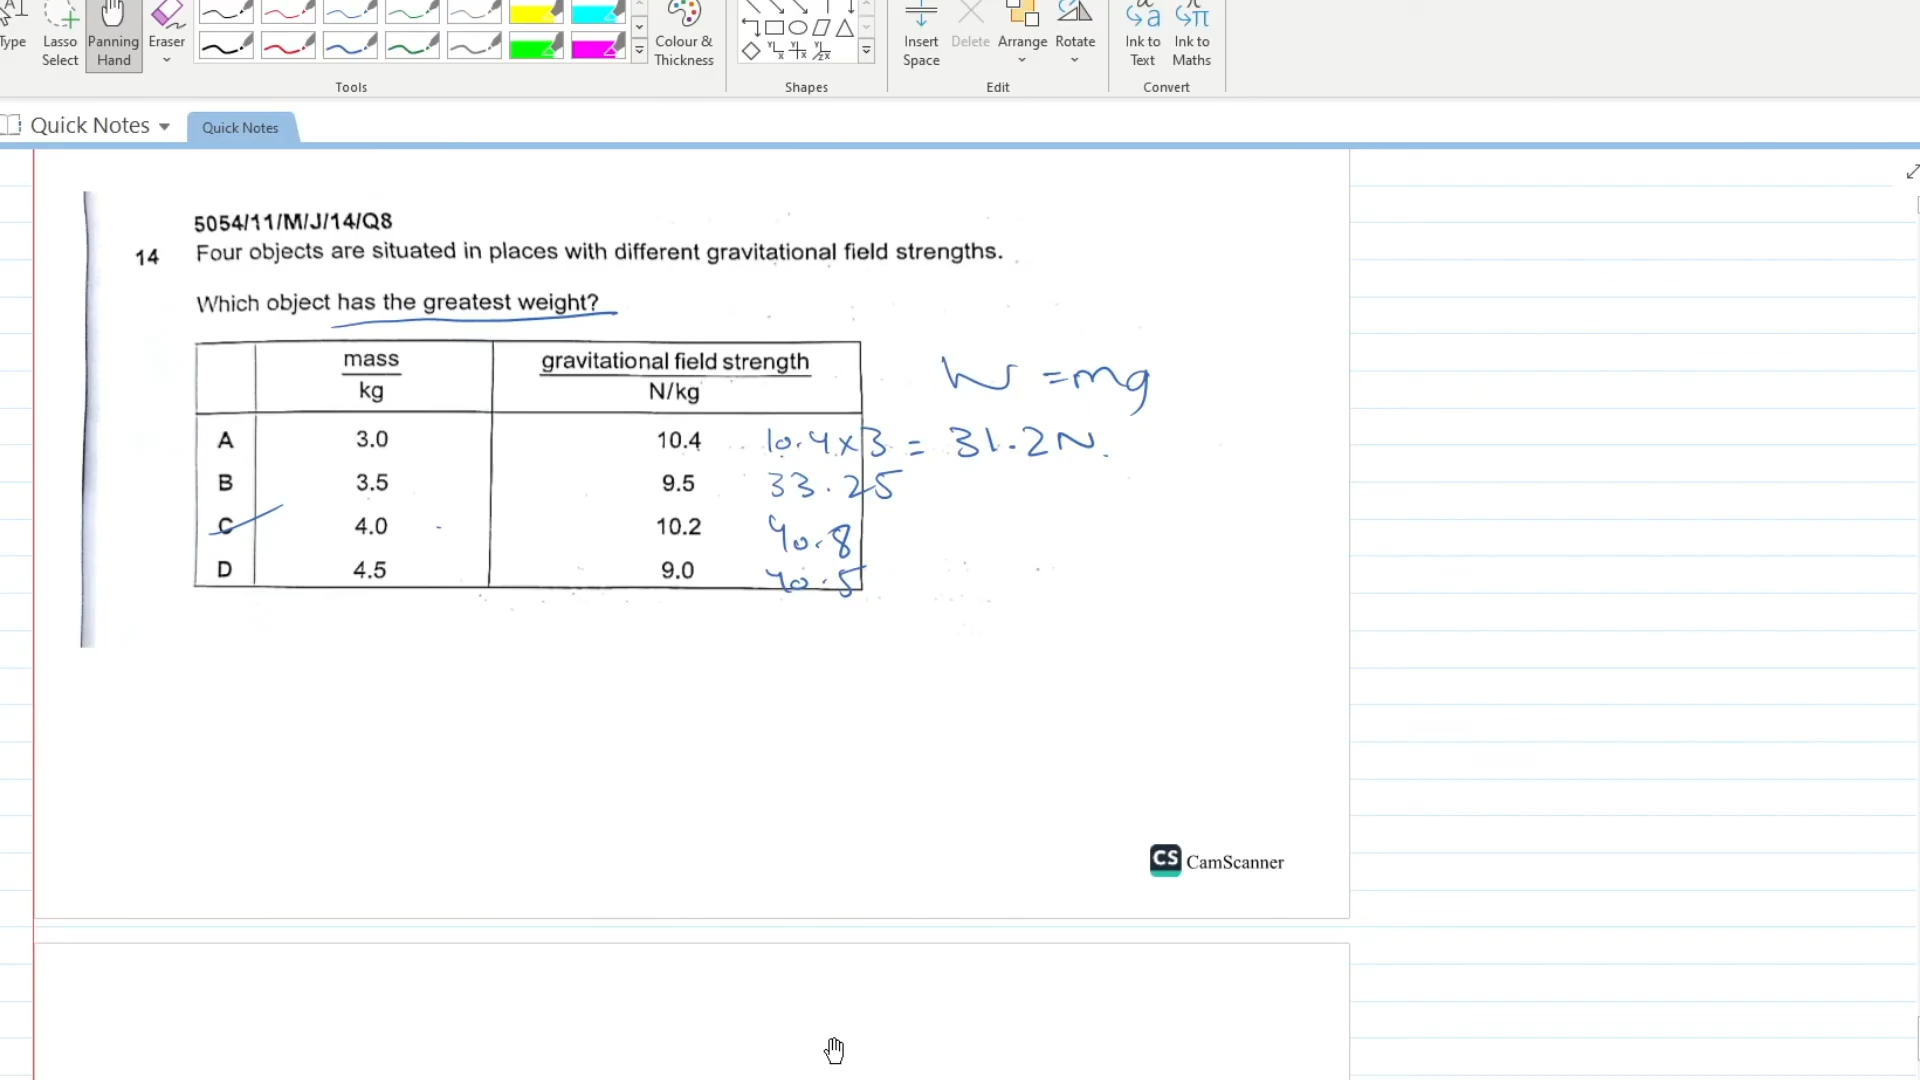 Type Lasso Select Panning Hand Eraser Colour & Thickness Insert Space Delete Arrange Rotate Ink to Text Ink to Maths
Tools Shapes Edit Convert
Quick Notes Quick Notes
5054/11/M/J/14/Q8
14 Four objects are situated in places with different gravitational field strengths.
Which object has the greatest weight?
mass gravitational field strength
kg N/kg
W = mg
A 3.0 10.4 10.4 x 3 = 31.2 N.
B 3.5 9.5 33.25
C 4.0 10.2 40.8
D 4.5 9.0 40.5
CS CamScanner